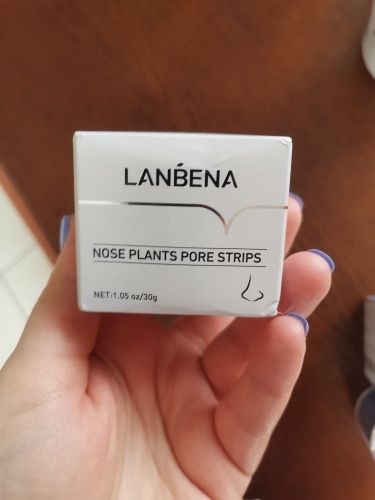 LANBENA
NOSE PLANTS PORE STRIPS
NET:1.05 oz/30g